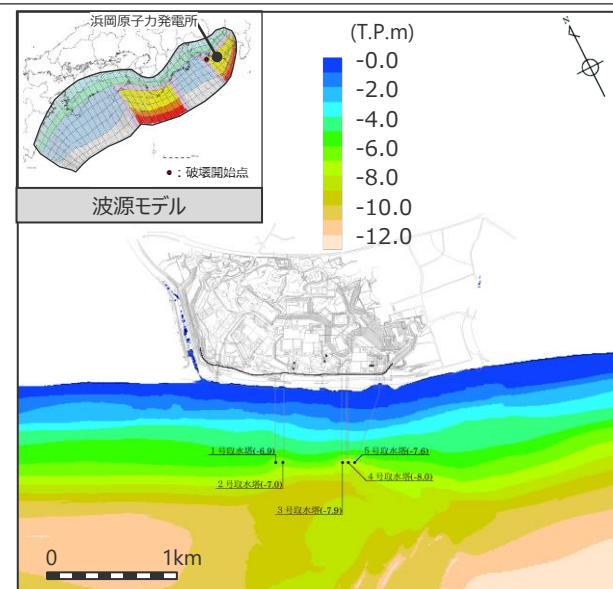 浜岡原子力発電所
●：破壊開始点
波源モデル
(T.P.m)
-0.0
-2.0
-4.0
-6.0
-8.0
-10.0
-12.0
N
1号取水塔(-6.9)
5号取水塔(-7.6)
2号取水塔(-7.0)
4号取水塔(-8.0)
3号取水塔(-7.9)
0
1km